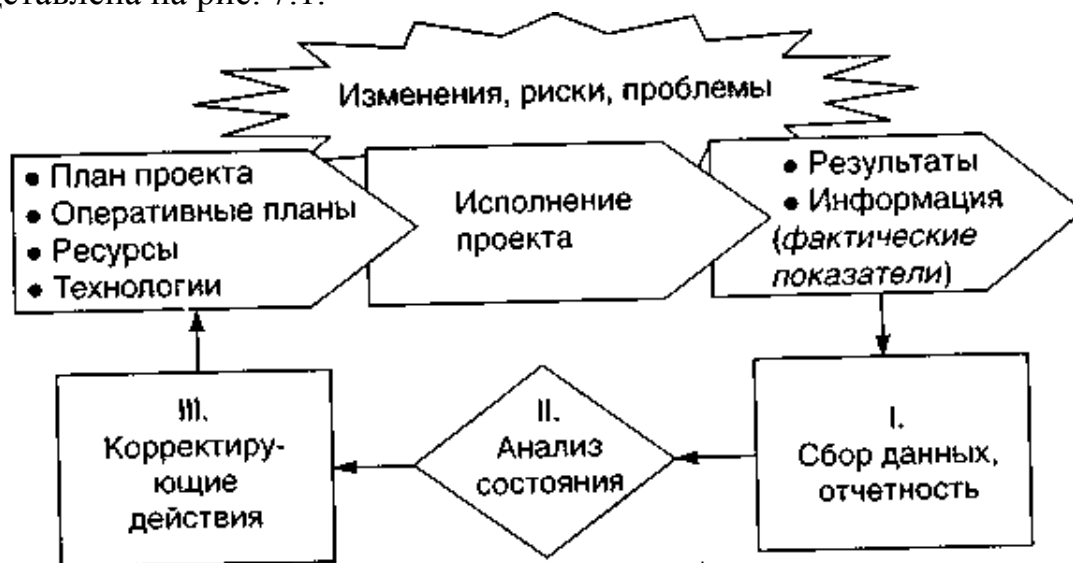 дставлена на рис. 7.1.
Изменения, риски, проблемы
• План проекта
• Оперативные планы
• Ресурсы
• Технологии
Исполнение
проекта
• Результаты
• Информация
(фактические
показатели)
III.
Корректиру-
ющие
действия
II.
Анализ
состояния
I.
Сбор данных,
отчетность